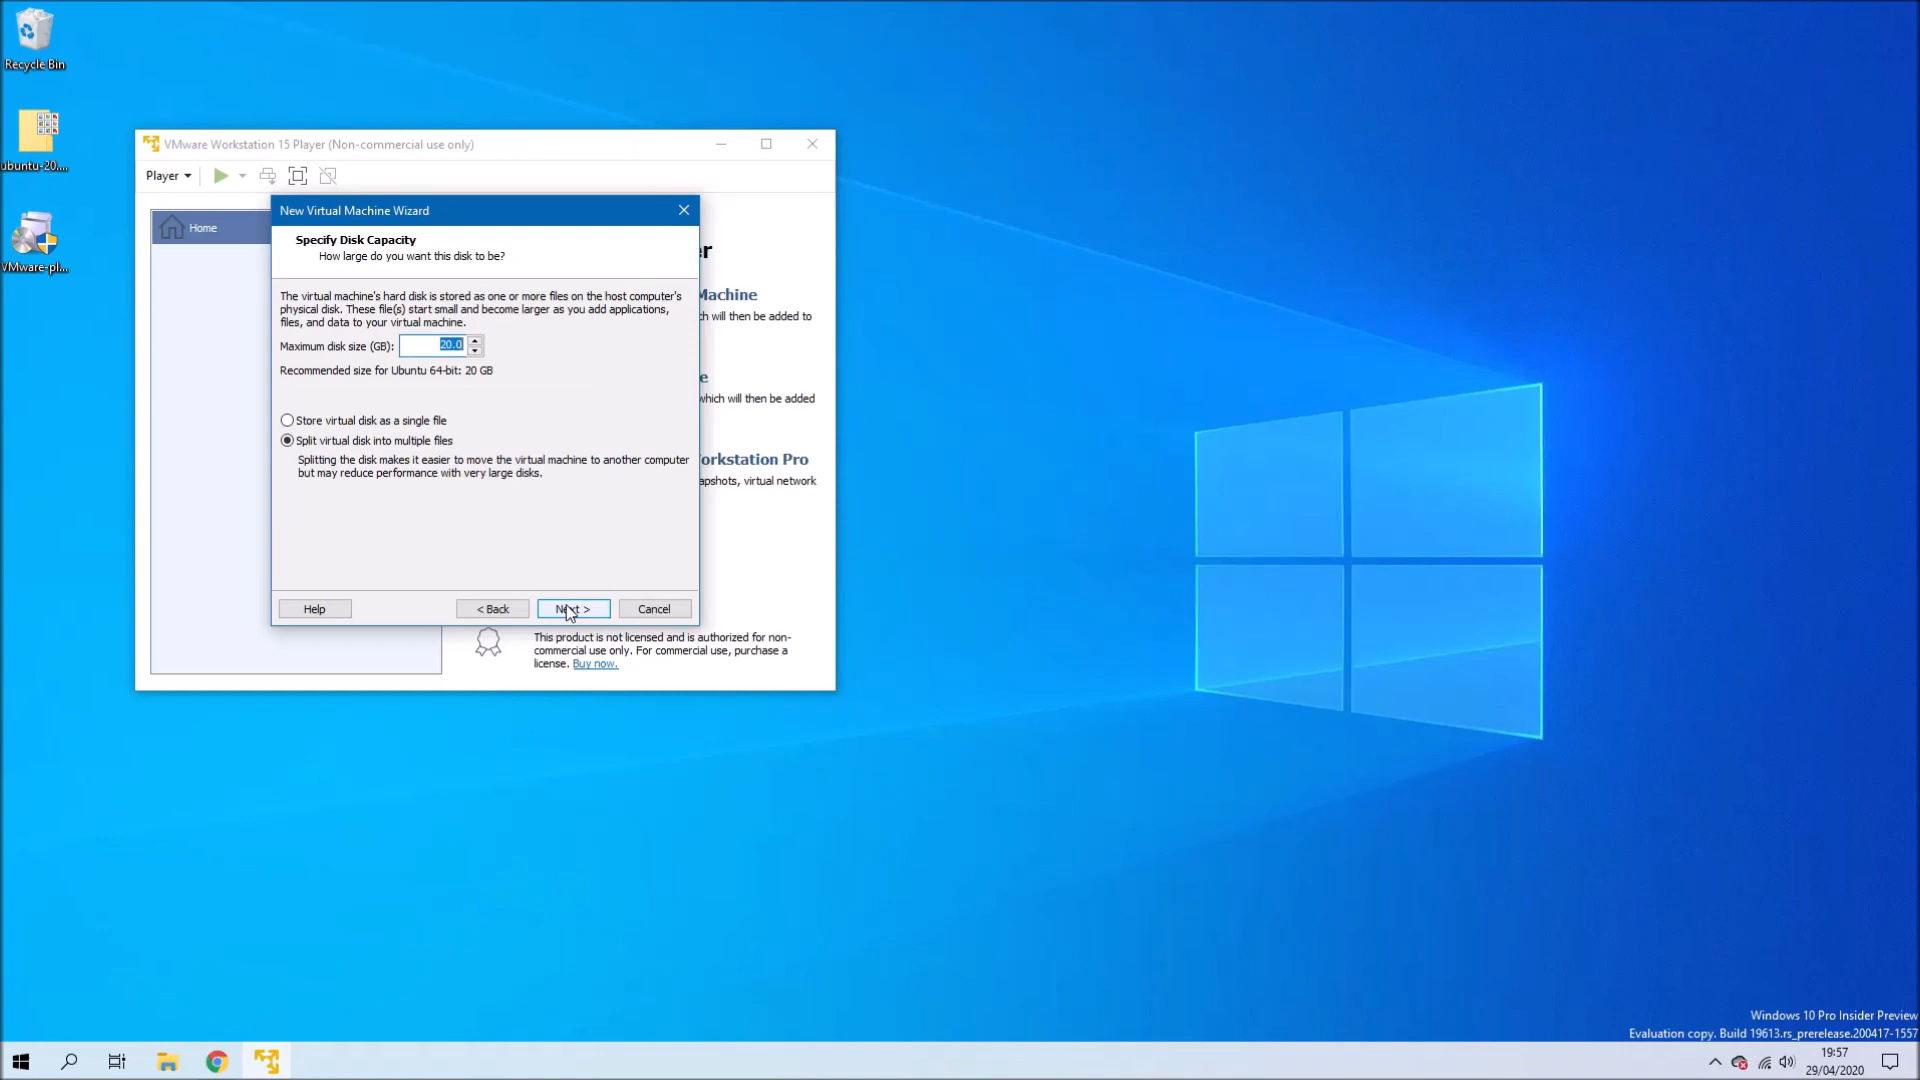 Recycle Bin
ubuntu-20....
VMware-pl...
VMware Workstation 15 Player (Non-commercial use only)
Player
Home
New Virtual Machine Wizard
Specify Disk Capacity
How large do you want this disk to be?
The virtual machine's hard disk is stored as one or more files on the host computer's
physical disk. These file(s) start small and become larger as you add applications,
files, and data to your virtual machine.
Maximum disk size (GB): 20.0
Recommended size for Ubuntu 64-bit: 20 GB
Store virtual disk as a single file
Split virtual disk into multiple files
Splitting the disk makes it easier to move the virtual machine to another computer
but may reduce performance with very large disks.
Help
< Back
Next >
Cancel
er
Machine
ch will then be added to
e
which will then be added
orkstation Pro
apshots, virtual network
This product is not licensed and is authorized for non-
commercial use only. For commercial use, purchase a
license. Buy now.
Windows 10 Pro Insider Preview
Evaluation copy. Build 19613.rs_prerelease.200417-1557
19:57
29/04/2020